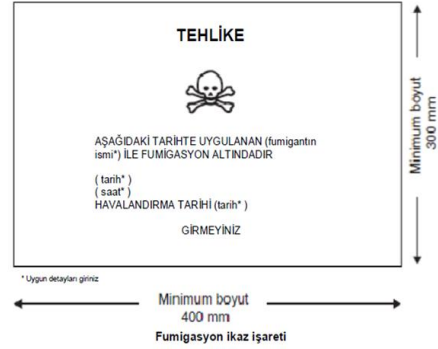 TEHLİKE
AŞAĞIDAKİ TARİHTE UYGULANAN (fumigantın
ismi*) İLE FUMİGASYON ALTINDADIR
( tarih* )
( saat* )
HAVALANDIRMA TARİHİ (tarih* )
GİRMEYİNİZ
Minimum boyut
300 mm
* Uygun detayları giriniz
Minimum boyut
400 mm
Fumigasyon ikaz işareti